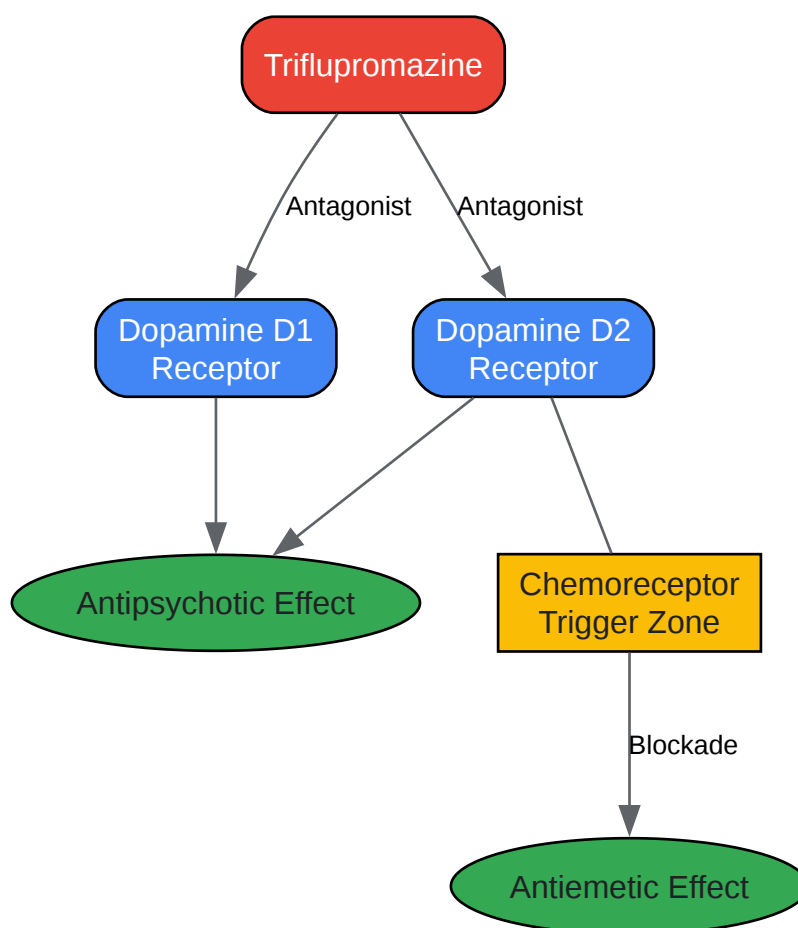 Triflupromazine
Antagonist
Antagonist
Dopamine D1
Receptor
Dopamine D2
Receptor
Antipsychotic Effect
Chemoreceptor
Trigger Zone
Blockade
Antiemetic Effect